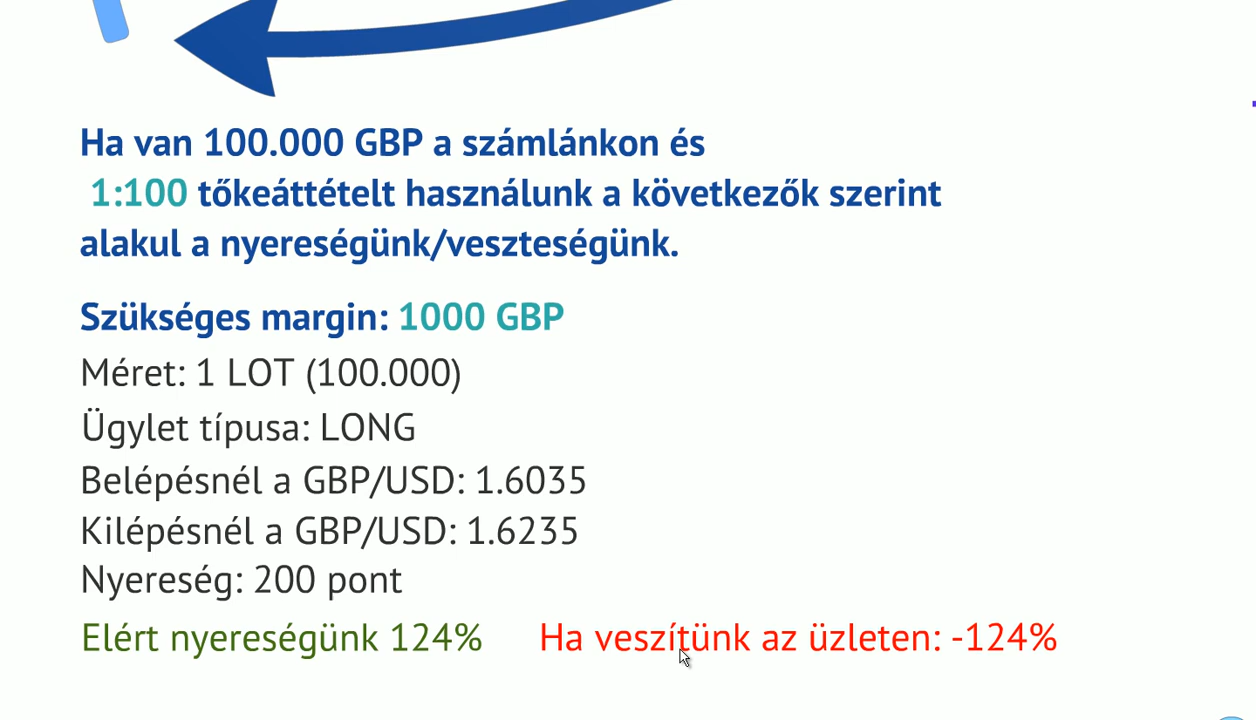 Ha van 100.000 GBP a számlánkon és
1:100 tőkeáttételt használunk a következők szerint
alakul a nyereségünk/veszteségünk.
Szükséges margin: 1000 GBP
Méret: 1 LOT (100.000)
Ügylet típusa: LONG
Belépésnél a GBP/USD: 1.6035
Kilépésnél a GBP/USD: 1.6235
Nyereség: 200 pont
Elért nyereségünk 124% Ha veszítünk az üzleten: -124%